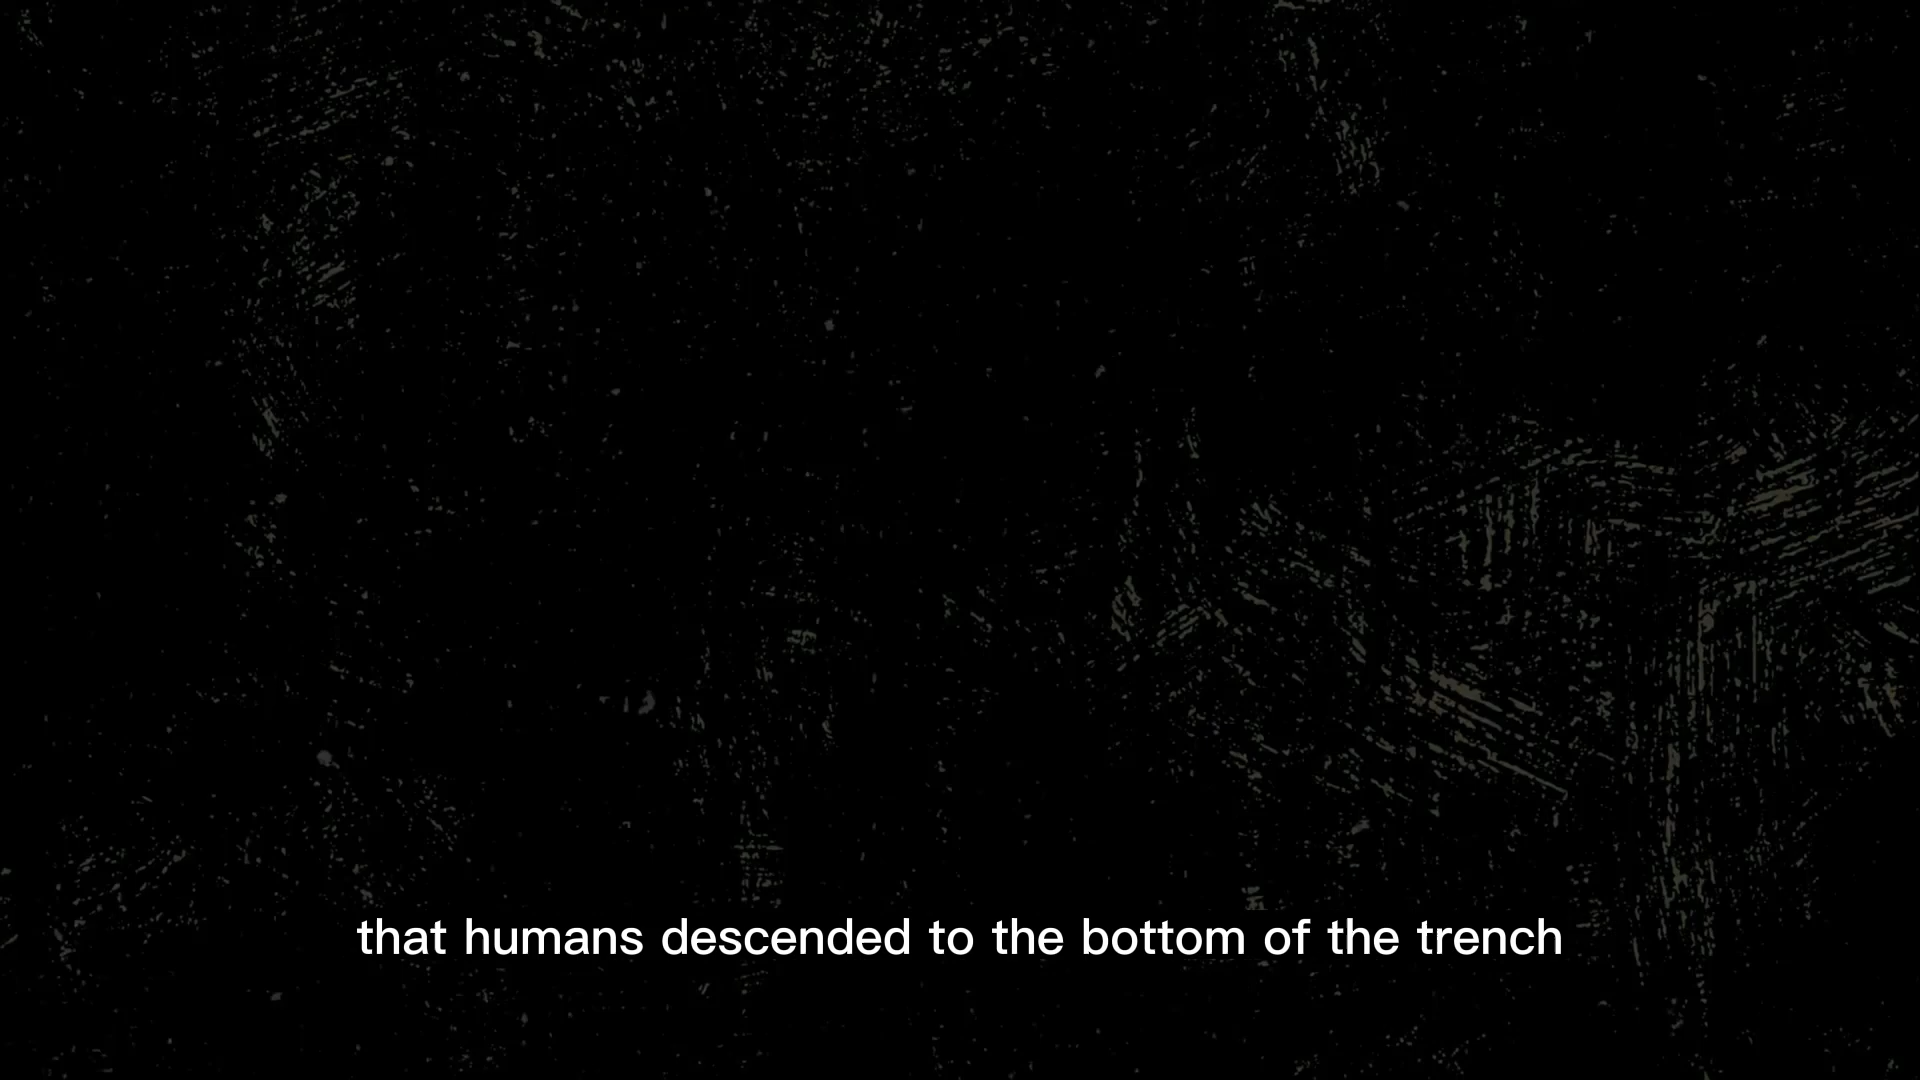 that humans descended to the bottom of the trench